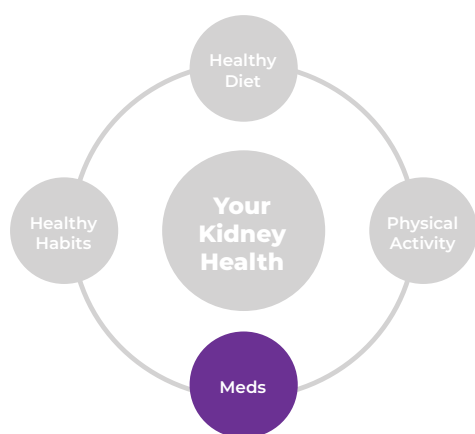 Healthy
Diet
Healthy
Habits
Your
Kidney
Health
Physical
Activity
Meds